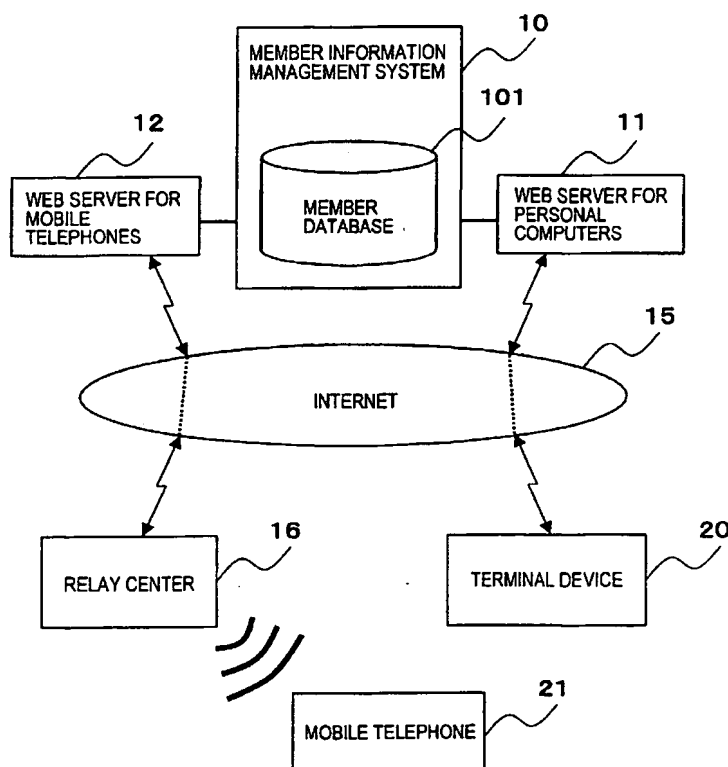 10
MEMBER INFORMATION
MANAGEMENT SYSTEM
101
12
11
WEB SERVER FOR
MOBILE
TELEPHONES
MEMBER
DATABASE
WEB SERVER FOR
PERSONAL
COMPUTERS
15
INTERNET
16
20
RELAY CENTER
TERMINAL DEVICE
21
MOBILE TELEPHONE